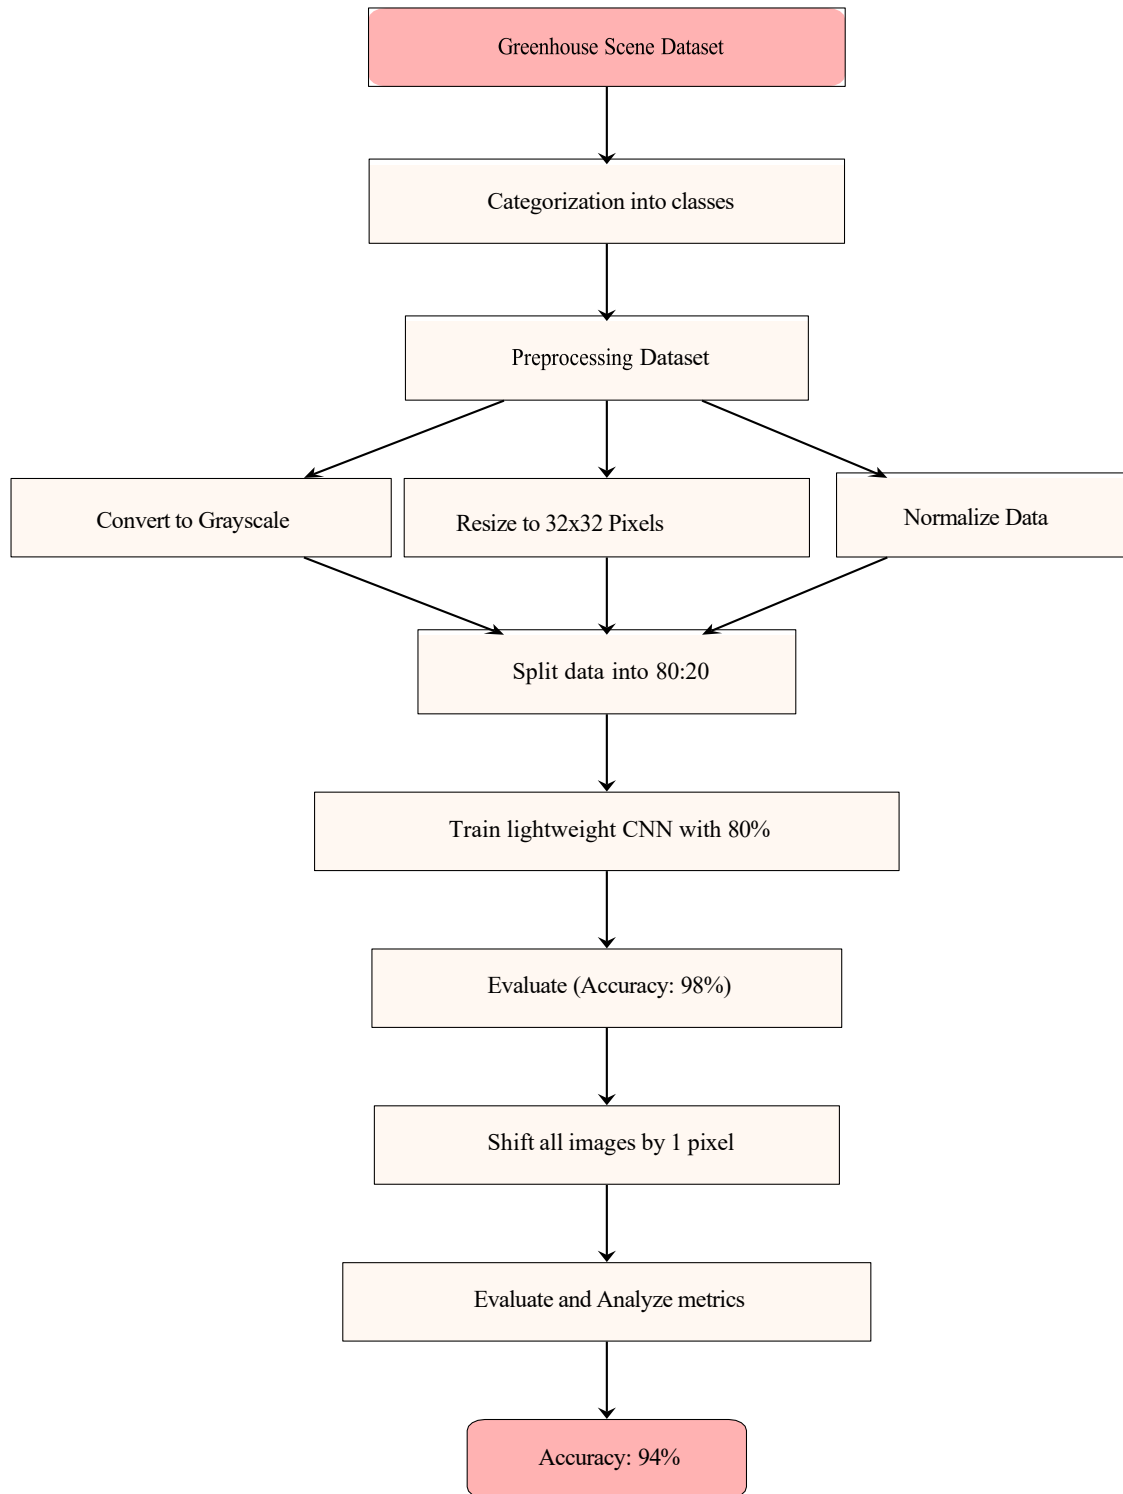 Greenhouse Scene Dataset
Categorization into classes
Preprocessing Dataset
Convert to Grayscale
Resize to 32x32 Pixels
Normalize Data
Split data into 80:20
Train lightweight CNN with 80%
Evaluate (Accuracy: 98%)
Shift all images by 1 pixel
Evaluate and Analyze metrics
Accuracy: 94%